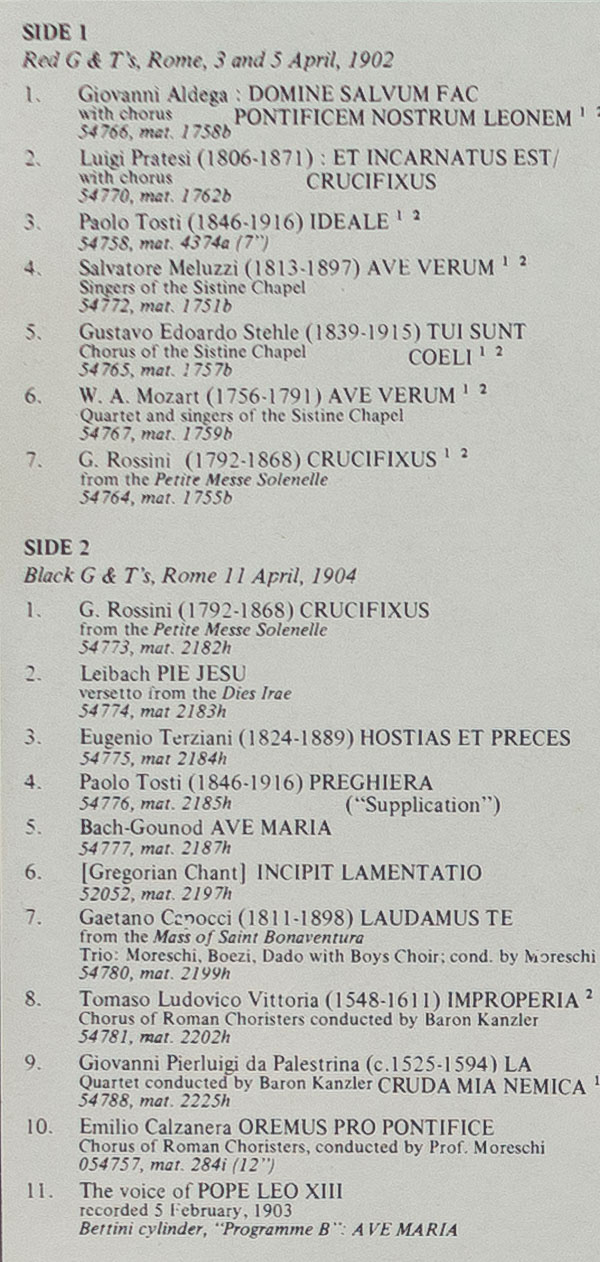 SIDE 1
Red G & T's, Rome, 3 and 5 April, 1902
1. Giovanni Aldega : DOMINE SALVUM FAC
with chorus PONTIFICEM NOSTRUM LEONEM 1 2
54766, mat. 1758b
2. Luigi Pratesi (1806-1871) : ET INCARNATUS EST/
with chorus CRUCIFIXUS
54770, mat. 1762b
3. Paolo Tosti (1846-1916) IDEALE 1 2
54758, mat. 4374a (7")
4. Salvatore Meluzzi (1813-1897) AVE VERUM 1 2
Singers of the Sistine Chapel
54772, mat. 1751b
5. Gustavo Edoardo Stehle (1839-1915) TUI SUNT
Chorus of the Sistine Chapel COELI 1 2
54765, mat. 1757b
6. W. A. Mozart (1756-1791) AVE VERUM 1 2
Quartet and singers of the Sistine Chapel
54767, mat. 1759b
7. G. Rossini (1792-1868) CRUCIFIXUS 1 2
from the Petite Messe Solenelle
54764, mat. 1755b
SIDE 2
Black G & T's, Rome 11 April, 1904
1. G. Rossini (1792-1868) CRUCIFIXUS
from the Petite Messe Solenelle
54773, mat. 2182h
2. Leibach PIE JESU
versetto from the Dies Irae
54774, mat 2183h
3. Eugenio Terziani (1824-1889) HOSTIAS ET PRECES
54775, mat 2184h
4. Paolo Tosti (1846-1916) PREGHIERA
54776, mat. 2185h ("Supplication")
5. Bach-Gounod AVE MARIA
54777, mat. 2187h
6. [Gregorian Chant] INCIPIT LAMENTATIO
52052, mat. 2197h
7. Gaetano Capocci (1811-1898) LAUDAMUS TE
from the Mass of Saint Bonaventura
Trio: Moreschi, Boezi, Dado with Boys Choir; cond. by Moreschi
54780, mat. 2199h
8. Tomaso Ludovico Vittoria (1548-1611) IMPROPERIA 2
Chorus of Roman Choristers conducted by Baron Kanzler
54781, mat. 2202h
9. Giovanni Pierluigi da Palestrina (c.1525-1594) LA
Quartet conducted by Baron Kanzler CRUDA MIA NEMICA 1
54788, mat. 2225h
10. Emilio Calzanera OREMUS PRO PONTIFICE
Chorus of Roman Choristers, conducted by Prof. Moreschi
054757, mat. 284i (12")
11. The voice of POPE LEO XIII
recorded 5 February, 1903
Bettini cylinder, "Programme B": AVE MARIA